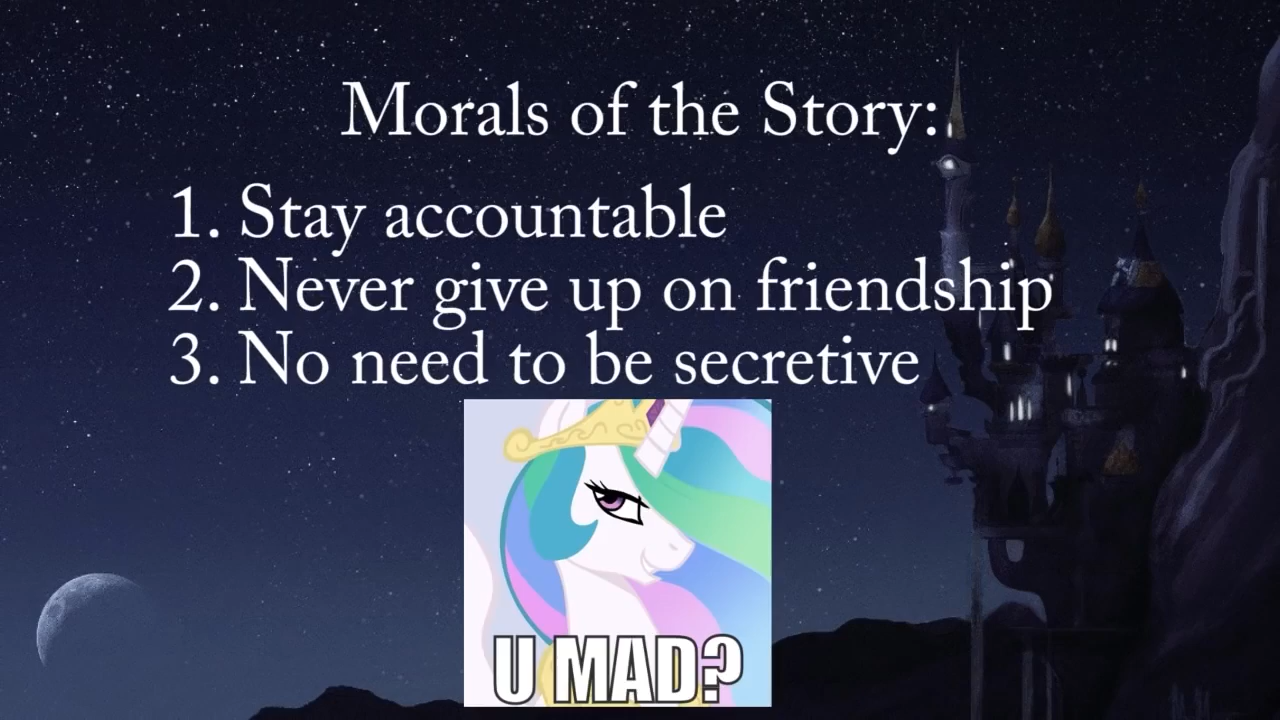 Morals of the Story:
1. Stay accountable
2. Never give up on friendship
3. No need to be secretive
U MAD?